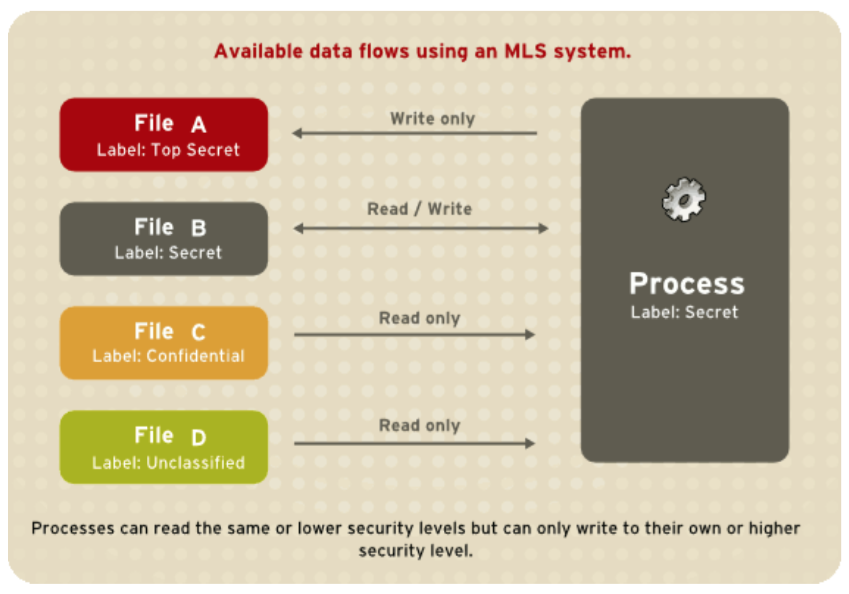 Available data flows using an MLS system.
File A
Label: Top Secret
Write only
File B
Label: Secret
Read / Write
File C
Label: Confidential
Read only
File D
Label: Unclassified
Read only
Process
Label: Secret
Processes can read the same or lower security levels but can only write to their own or higher
security level.